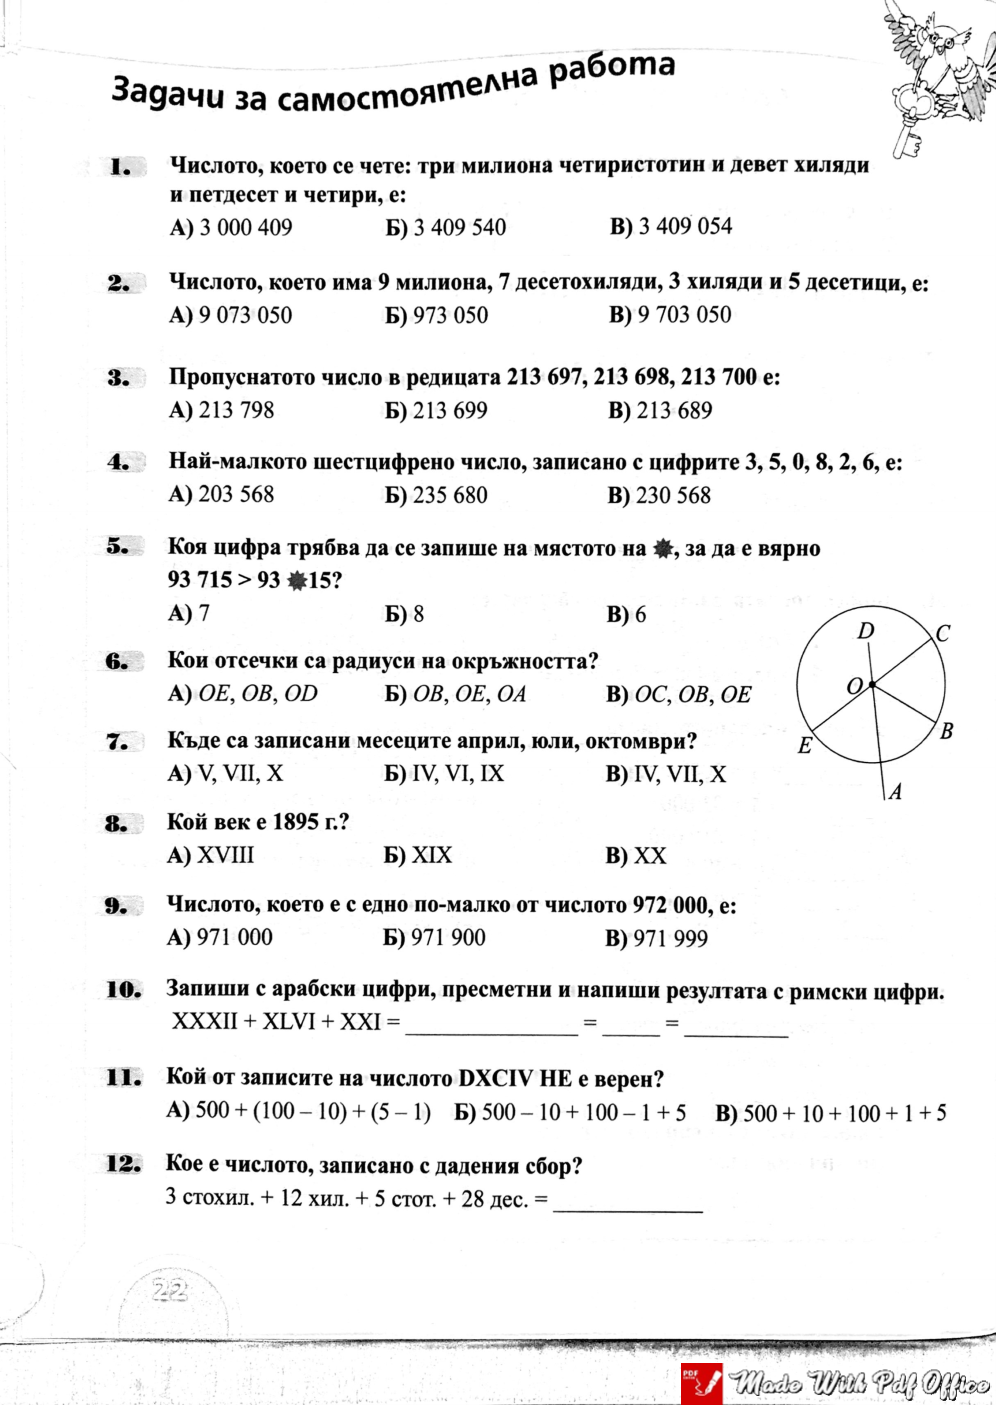 Задачи за самостоятелна работа
1. Числото, което се чете: три милиона четиристотин и девет хиляди
и петдесет и четири, е:
А) 3 000 409 Б) 3 409 540 В) 3 409 054
2. Числото, което има 9 милиона, 7 десетохиляди, 3 хиляди и 5 десетици, е:
А) 9 073 050 Б) 973 050 В) 9 703 050
3. Пропуснатото число в редицата 213 697, 213 698, 213 700 е:
А) 213 798 Б) 213 699 В) 213 689
4. Най-малкото шестцифрено число, записано с цифрите 3, 5, 0, 8, 2, 6, е:
А) 203 568 Б) 235 680 В) 230 568
5. Коя цифра трябва да се запише на мястото на ✹, за да е вярно
93 715 > 93 ✹15?
А) 7 Б) 8 В) 6
6. Кои отсечки са радиуси на окръжността?
А) OE, OB, OD Б) OB, OE, OA В) OC, OB, OE
D
C
O
B
E
A
7. Къде са записани месеците април, юли, октомври?
А) V, VII, X Б) IV, VI, IX В) IV, VII, X
8. Кой век е 1895 г.?
А) XVIII Б) XIX В) XX
9. Числото, което е с едно по-малко от числото 972 000, е:
А) 971 000 Б) 971 900 В) 971 999
10. Запиши с арабски цифри, пресметни и напиши резултата с римски цифри.
XXXII + XLVI + XXI = ______________ = _____ = _________
11. Кой от записите на числото DXCIV НЕ е верен?
А) 500 + (100 – 10) + (5 – 1) Б) 500 – 10 + 100 – 1 + 5 В) 500 + 10 + 100 + 1 + 5
12. Кое е числото, записано с дадения сбор?
3 стохил. + 12 хил. + 5 стот. + 28 дес. = _____________
22
PDF
Made With Pdf Office